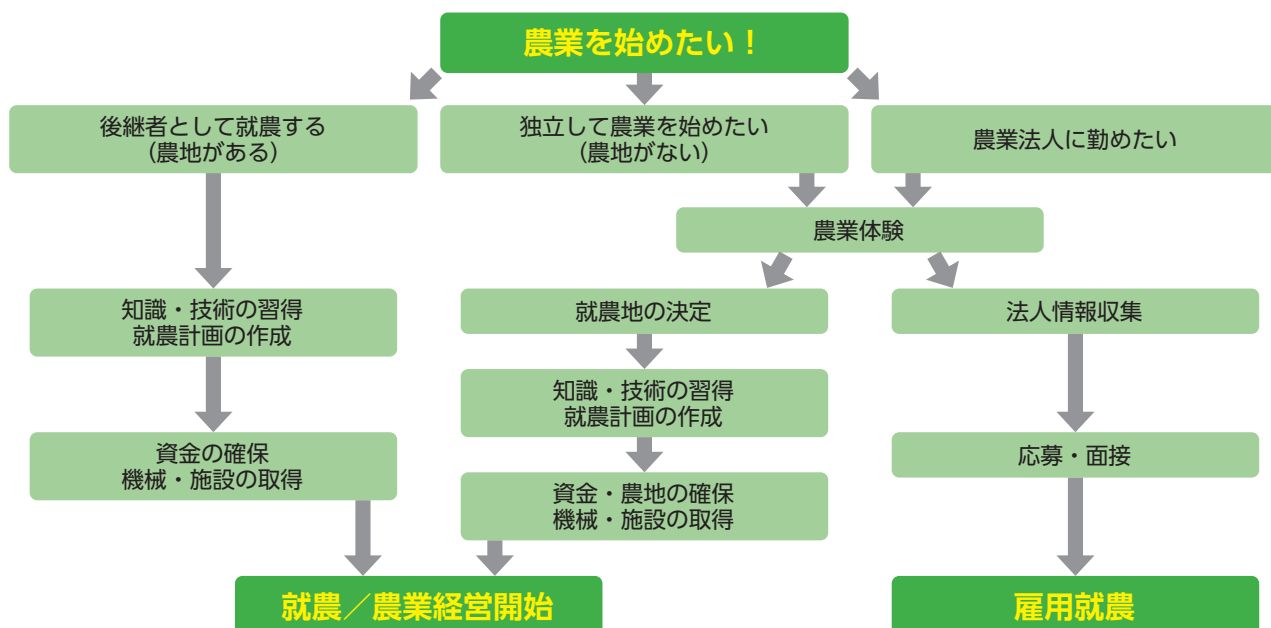 農業を始めたい！
後継者として就農する
（農地がある）
独立して農業を始めたい
（農地がない）
農業法人に勤めたい
農業体験
知識・技術の習得
就農計画の作成
就農地の決定
法人情報収集
知識・技術の習得
就農計画の作成
資金の確保
機械・施設の取得
応募・面接
資金・農地の確保
機械・施設の取得
就農／農業経営開始
雇用就農